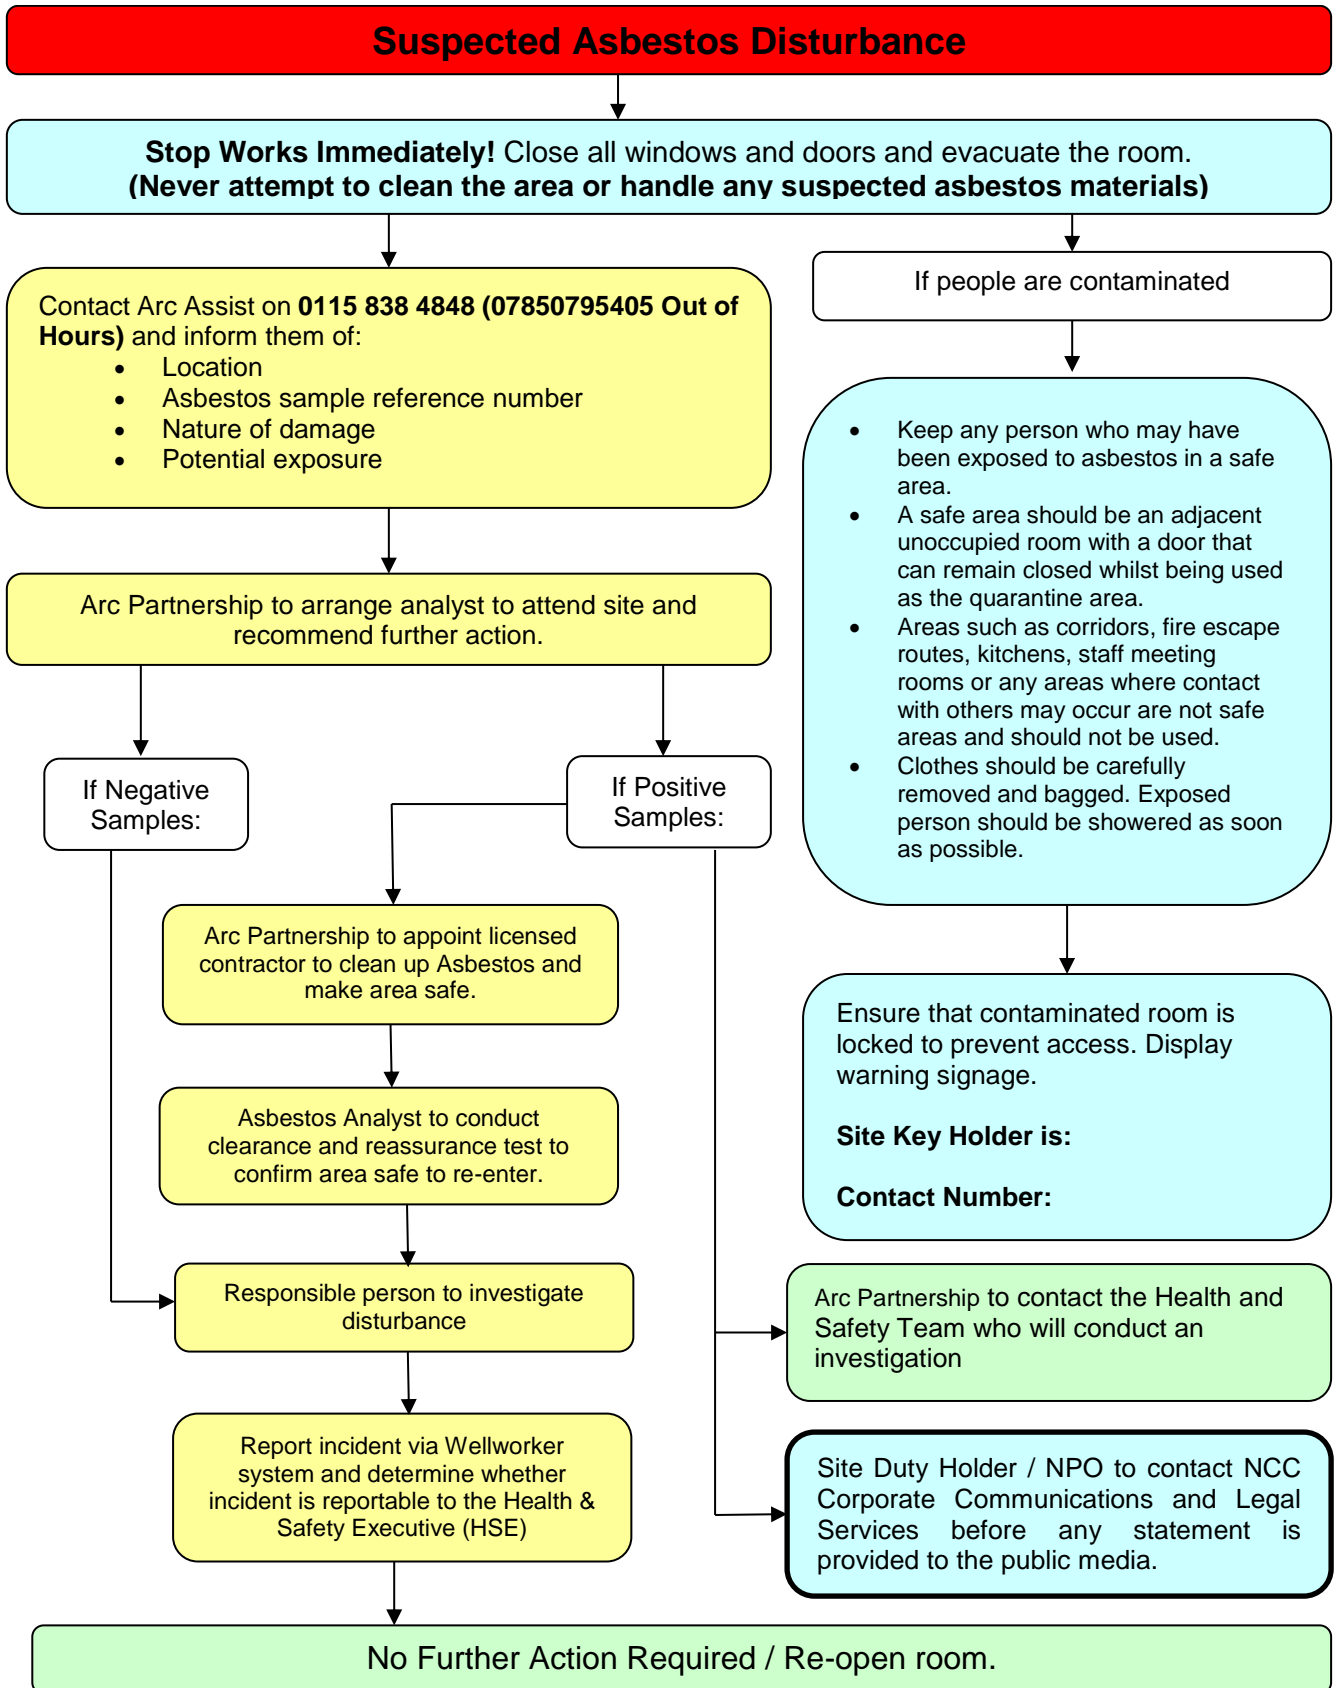 Suspected Asbestos Disturbance
Stop Works Immediately! Close all windows and doors and evacuate the room.
(Never attempt to clean the area or handle any suspected asbestos materials)
Contact Arc Assist on 0115 838 4848 (07850795405 Out of
Hours) and inform them of:
• Location
• Asbestos sample reference number
• Nature of damage
• Potential exposure
Arc Partnership to arrange analyst to attend site and
recommend further action.
If Negative
Samples:
If Positive
Samples:
Arc Partnership to appoint licensed
contractor to clean up Asbestos and
make area safe.
Asbestos Analyst to conduct
clearance and reassurance test to
confirm area safe to re-enter.
Responsible person to investigate
disturbance
Report incident via Wellworker
system and determine whether
incident is reportable to the Health &
Safety Executive (HSE)
If people are contaminated
• Keep any person who may have
been exposed to asbestos in a safe
area.
• A safe area should be an adjacent
unoccupied room with a door that
can remain closed whilst being used
as the quarantine area.
• Areas such as corridors, fire escape
routes, kitchens, staff meeting
rooms or any areas where contact
with others may occur are not safe
areas and should not be used.
• Clothes should be carefully
removed and bagged. Exposed
person should be showered as soon
as possible.
Ensure that contaminated room is
locked to prevent access. Display
warning signage.
Site Key Holder is:
Contact Number:
Arc Partnership to contact the Health and
Safety Team who will conduct an
investigation
Site Duty Holder / NPO to contact NCC
Corporate Communications and Legal
Services before any statement is
provided to the public media.
No Further Action Required / Re-open room.